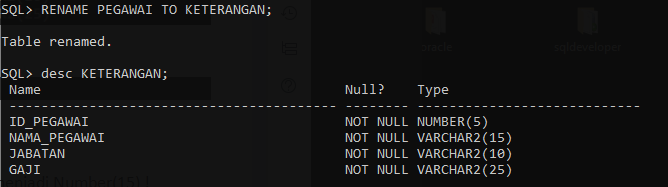 SQL> RENAME PEGAWAI TO KETERANGAN;
Table renamed.
SQL> desc KETERANGAN;
Name Null? Type
----------------------------------------- -------- ----------------------------
ID_PEGAWAI NOT NULL NUMBER(5)
NAMA_PEGAWAI NOT NULL VARCHAR2(15)
JABATAN NOT NULL VARCHAR2(10)
GAJI NOT NULL VARCHAR2(25)